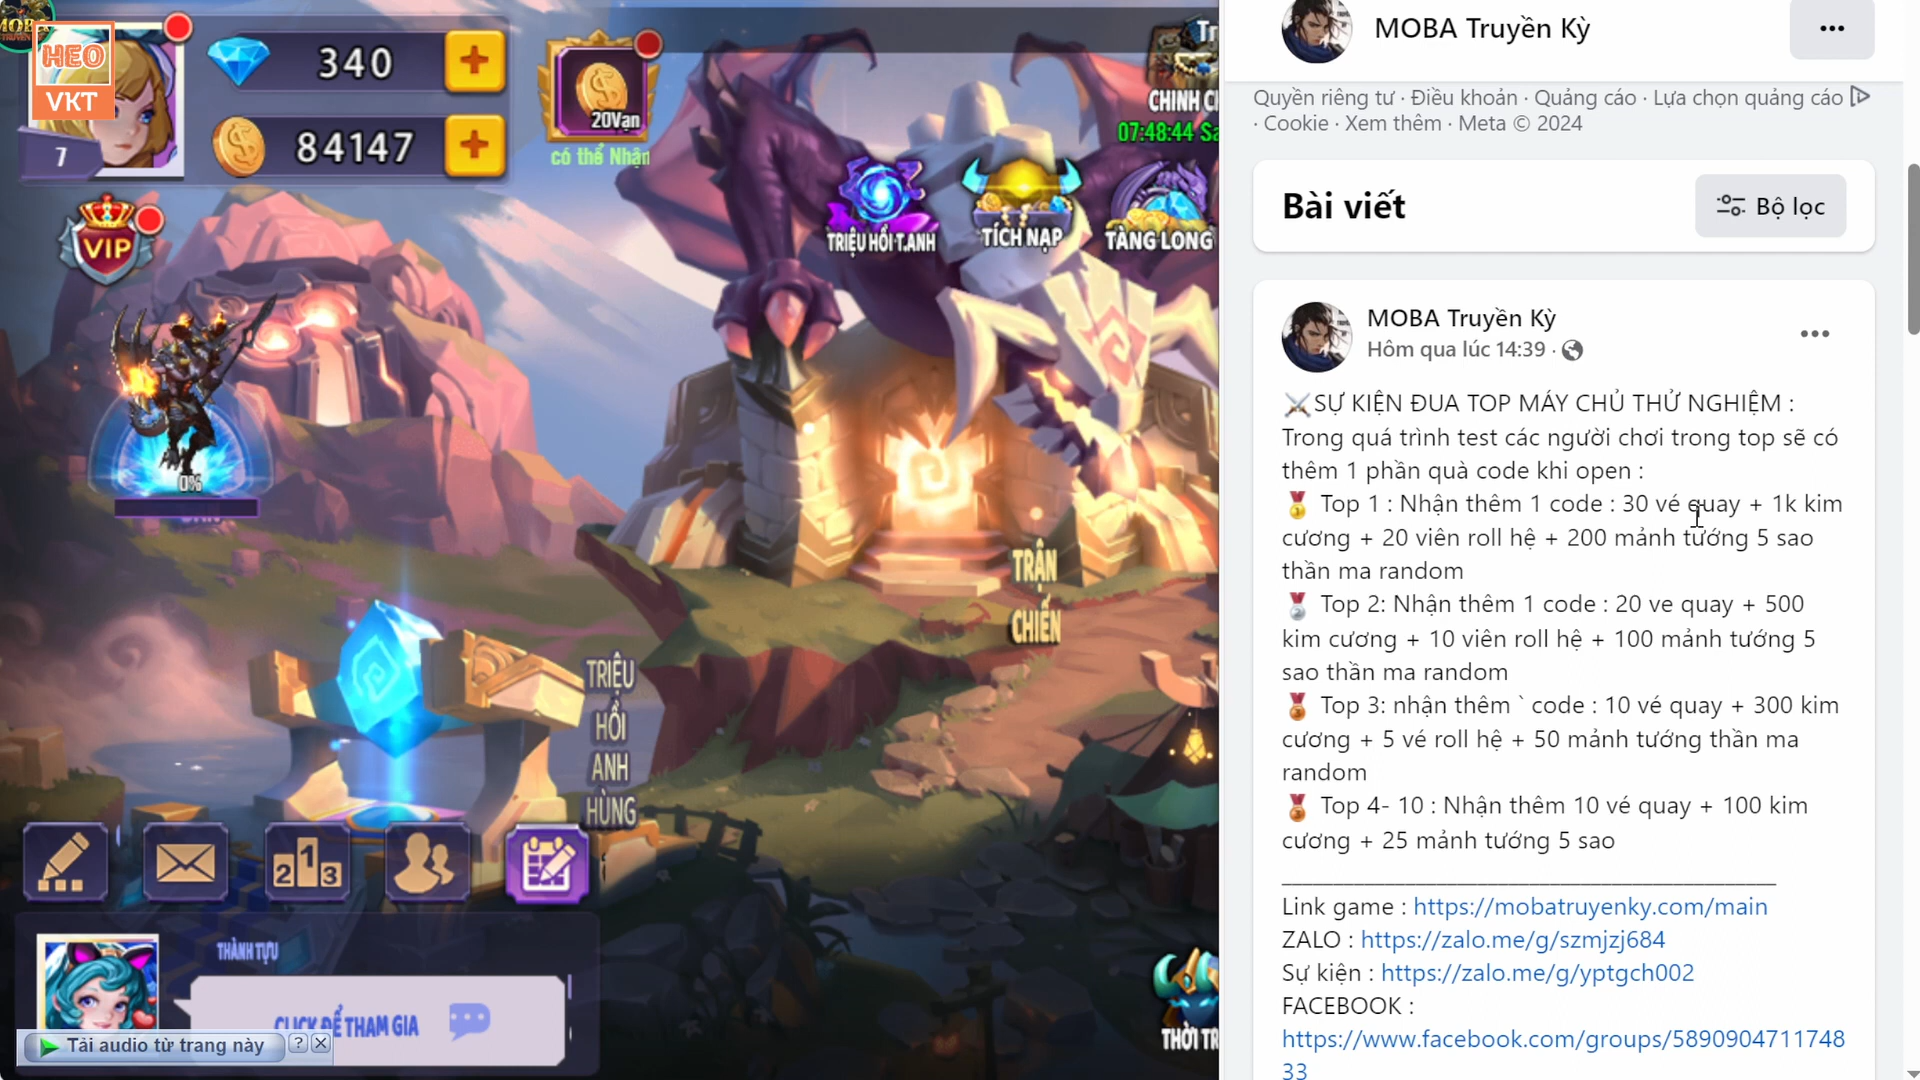 HEO
VKT
7
340
84147
20Vạn
có thể Nhận
VIP
TRIỆU HỒI T.ANH
TÍCH NẠP
TÀNG LONG
07:48:44
0%
TRẬN
CHIẾN
TRIỆU
HỒI
ANH
HÙNG
2 1 3
THÀNH TỰU
CLICK ĐỂ THAM GIA
Tải audio từ trang này
?
MOBA Truyền Kỳ
Quyền riêng tư · Điều khoản · Quảng cáo · Lựa chọn quảng cáo
· Cookie · Xem thêm · Meta © 2024
Bài viết
Bộ lọc
MOBA Truyền Kỳ
Hôm qua lúc 14:39 ·
⚔️SỰ KIỆN ĐUA TOP MÁY CHỦ THỬ NGHIỆM :
Trong quá trình test các người chơi trong top sẽ có
thêm 1 phần quà code khi open :
🥇 Top 1 : Nhận thêm 1 code : 30 vé quay + 1k kim
cương + 20 viên roll hệ + 200 mảnh tướng 5 sao
thần ma random
🥈 Top 2: Nhận thêm 1 code : 20 ve quay + 500
kim cương + 10 viên roll hệ + 100 mảnh tướng 5
sao thần ma random
🥉 Top 3: nhận thêm ` code : 10 vé quay + 300 kim
cương + 5 vé roll hệ + 50 mảnh tướng thần ma
random
🥉 Top 4- 10 : Nhận thêm 10 vé quay + 100 kim
cương + 25 mảnh tướng 5 sao
Link game : https://mobatruyenky.com/main
ZALO : https://zalo.me/g/szmjzj684
Sự kiện : https://zalo.me/g/yptgch002
FACEBOOK :
https://www.facebook.com/groups/5890904711748
33